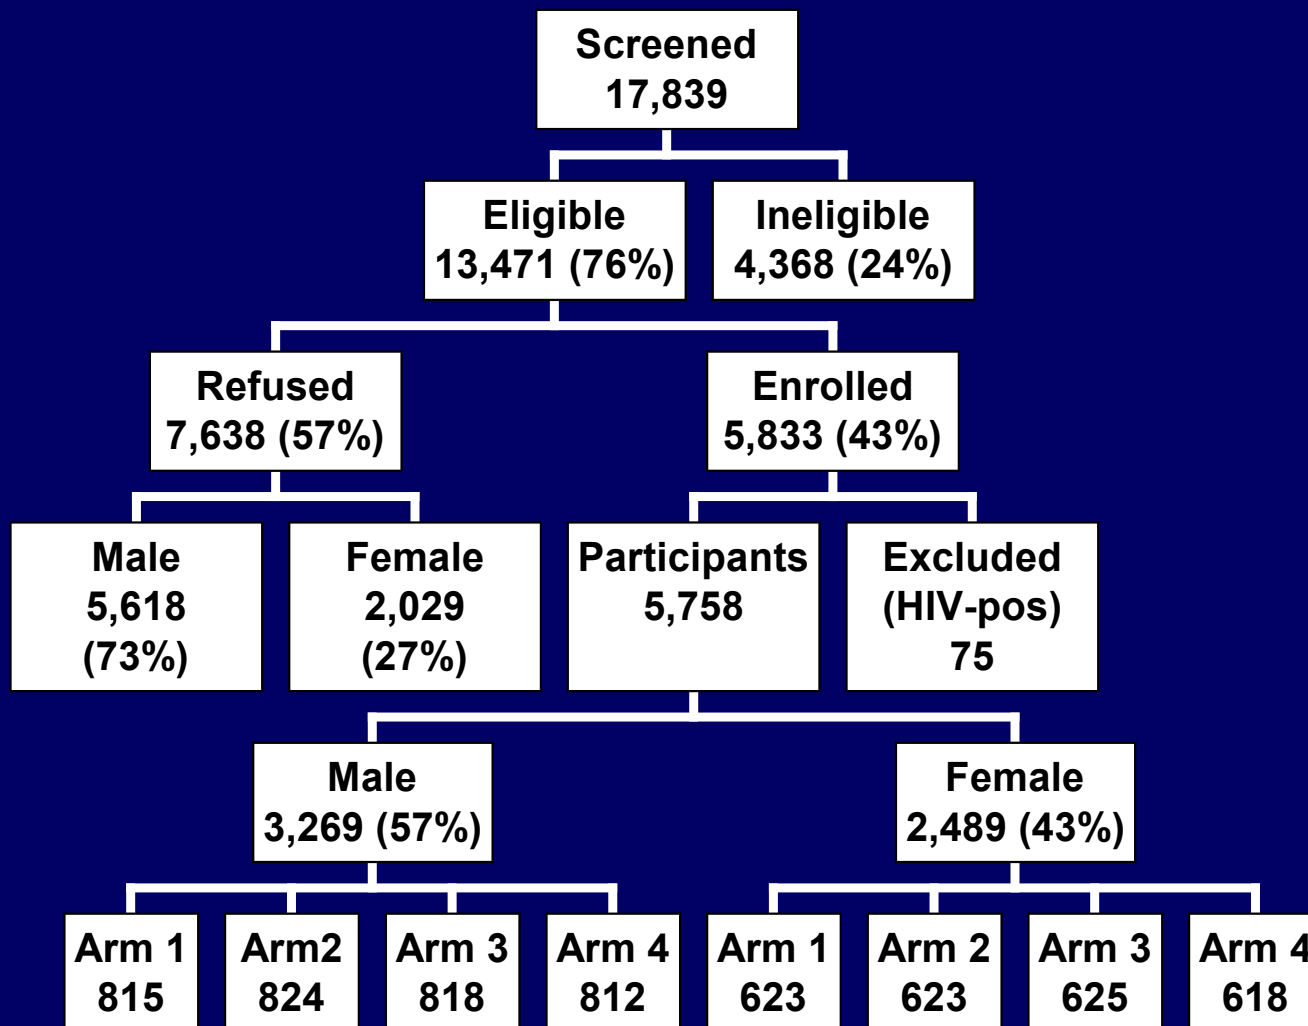 Screened
17,839
Eligible
13,471 (76%)
Ineligible
4,368 (24%)
Refused
7,638 (57%)
Enrolled
5,833 (43%)
Male
5,618
(73%)
Female
2,029
(27%)
Participants
5,758
Excluded
(HIV-pos)
75
Male
3,269 (57%)
Female
2,489 (43%)
Arm 1
815
Arm2
824
Arm 3
818
Arm 4
812
Arm 1
623
Arm 2
623
Arm 3
625
Arm 4
618